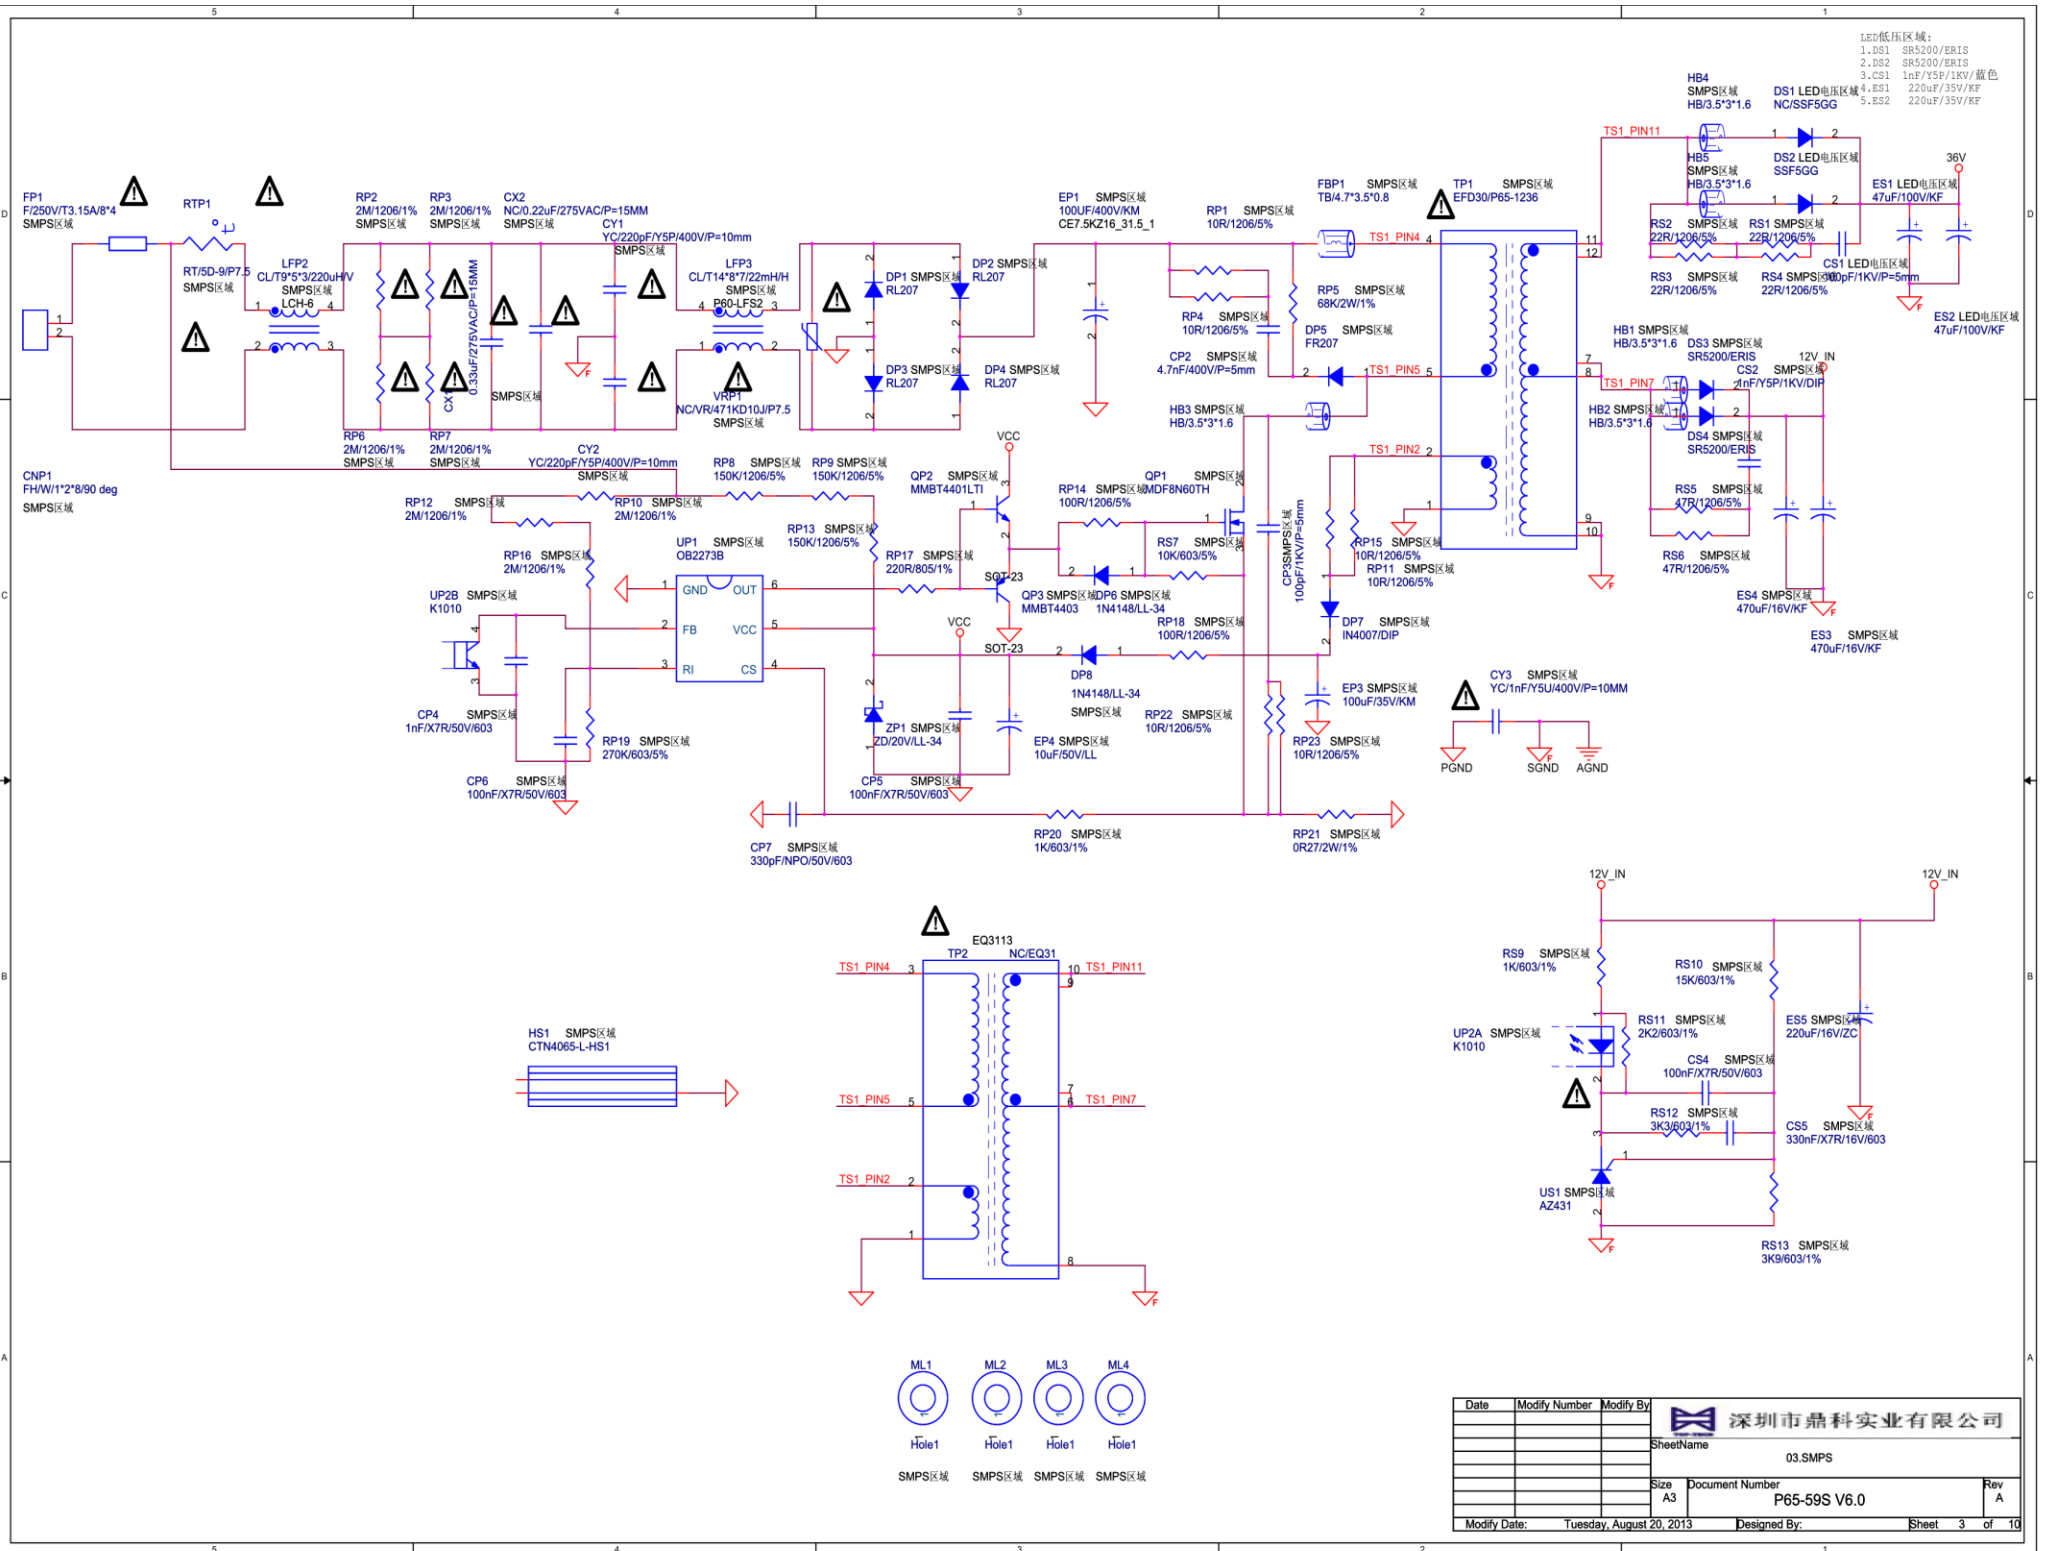 5
4
3
2
1
LED低压区域:
1.DS1 SR5200/ERIS
2.DS2 SR5200/ERIS
3.CS1 1nF/Y5P/1KV/蓝色
4.ES1 220uF/35V/KF
5.ES2 220uF/35V/KF
HB4
SMPS区域
HB/3.5*3*1.6
DS1 LED电压区域
NC/SSF5GG
TS1_PIN11
1
2
HB5
SMPS区域
HB/3.5*3*1.6
DS2 LED电压区域
SSF5GG
1
2
36V
ES1 LED电压区域
47uF/100V/KF
RS2
22R/1206/5%
RS1 SMPS区域
22R/1206/5%
RS3
22R/1206/5%
RS4 SMPS区域
22R/1206/5%
CS1 LED电压区域
100pF/1KV/P=5mm
ES2 LED电压区域
47uF/100V/KF
D
D
FP1
F/250V/T3.15A/8*4
SMPS区域
RTP1
RT/5D-9/P7.5
SMPS区域
LFP2
CL/T9*5*3/220uH/V
SMPS区域
LCH-6
1
4
2
3
RP2
2M/1206/1%
SMPS区域
RP3
2M/1206/1%
SMPS区域
CX2
NC/0.22uF/275VAC/P=15MM
CY1
YC/220pF/Y5P/400V/P=10mm
SMPS区域
LFP3
CL/T14*8*7/22mH/H
SMPS区域
P60-LFS2
4
3
1
2
0.33uF/275VAC/P=15MM
SMPS区域
VRP1
NC/VR/471KD10J/P7.5
SMPS区域
DP1 SMPS区域
RL207
DP2 SMPS区域
RL207
DP3 SMPS区域
RL207
DP4 SMPS区域
RL207
EP1 SMPS区域
100UF/400V/KM
CE7.5KZ16_31.5_1
RP1 SMPS区域
10R/1206/5%
RP4 SMPS区域
10R/1206/5%
CP2 SMPS区域
4.7nF/400V/P=5mm
FBP1 SMPS区域
TB/4.7*3.5*0.8
TS1_PIN4
RP5 SMPS区域
68K/2W/1%
DP5 SMPS区域
FR207
TS1_PIN5
HB3 SMPS区域
HB/3.5*3*1.6
TS1_PIN2
TP1 SMPS区域
EFD30/P65-1236
4
5
2
1
11
12
7
8
9
10
HB1 SMPS区域
HB/3.5*3*1.6
TS1_PIN7
HB2 SMPS区域
HB/3.5*3*1.6
DS3 SMPS区域
SR5200/ERIS
12V_IN
CS2 SMPS区域
1nF/Y5P/1KV/DIP
DS4 SMPS区域
SR5200/ERIS
RS5 SMPS区域
47R/1206/5%
RS6 SMPS区域
47R/1206/5%
ES4 SMPS区域
470uF/16V/KF
ES3 SMPS区域
470uF/16V/KF
1
2
CNP1
FH/W/1*2*8/90 deg
SMPS区域
RP6
2M/1206/1%
SMPS区域
RP7
2M/1206/1%
SMPS区域
CY2
YC/220pF/Y5P/400V/P=10mm
SMPS区域
RP12 SMPS区域
2M/1206/1%
RP10 SMPS区域
2M/1206/1%
RP8 SMPS区域
150K/1206/5%
RP9 SMPS区域
150K/1206/5%
RP13 SMPS区域
150K/1206/5%
RP16 SMPS区域
2M/1206/1%
UP1 SMPS区域
OB2273B
1 GND OUT 6
2 FB VCC 5
3 RI CS 4
UP2B SMPS区域
K1010
4
3
CP4 SMPS区域
1nF/X7R/50V/603
CP6 SMPS区域
100nF/X7R/50V/603
RP19 SMPS区域
270K/603/5%
RP17 SMPS区域
220R/805/1%
VCC
QP2 SMPS区域
MMBT4401LTI
SOT-23
QP3 SMPS区域
MMBT4403
SOT-23
RP14 SMPS区域
100R/1206/5%
QP1 SMPS区域
MDF8N60TH
RS7 SMPS区域
10K/603/5%
DP6 SMPS区域
1N4148/LL-34
RP18 SMPS区域
100R/1206/5%
CP3SMPS区域
100pF/1KV/P=5mm
RP15 SMPS区域
10R/1206/5%
RP11 SMPS区域
10R/1206/5%
DP7 SMPS区域
IN4007/DIP
VCC
DP8
1N4148/LL-34
SMPS区域
ZP1 SMPS区域
ZD/20V/LL-34
CP5 SMPS区域
100nF/X7R/50V/603
EP4 SMPS区域
10uF/50V/LL
RP22 SMPS区域
10R/1206/5%
EP3 SMPS区域
100uF/35V/KM
RP23 SMPS区域
10R/1206/5%
CP7 SMPS区域
330pF/NPO/50V/603
RP20 SMPS区域
1K/603/1%
RP21 SMPS区域
0R27/2W/1%
CY3 SMPS区域
YC/1nF/Y5U/400V/P=10MM
PGND
SGND
AGND
C
C
EQ3113
TP2
NC/EQ31
TS1_PIN4
3
TS1_PIN5
5
TS1_PIN2
2
1
10
TS1_PIN11
9
7
6
TS1_PIN7
8
HS1 SMPS区域
CTN4065-L-HS1
12V_IN
12V_IN
RS9 SMPS区域
1K/603/1%
RS10 SMPS区域
15K/603/1%
UP2A SMPS区域
K1010
RS11 SMPS区域
2K2/603/1%
ES5 SMPS区域
220uF/16V/ZC
CS4 SMPS区域
100nF/X7R/50V/603
RS12 SMPS区域
3K3/603/1%
CS5 SMPS区域
330nF/X7R/16V/603
US1 SMPS区域
AZ431
RS13 SMPS区域
3K9/603/1%
B
B
A
A
ML1
ML2
ML3
ML4
Hole1
Hole1
Hole1
Hole1
SMPS区域
SMPS区域
SMPS区域
SMPS区域
Date
Modify Number
Modify By
深圳市鼎科实业有限公司
SheetName
03.SMPS
Size
A3
Document Number
P65-59S V6.0
Rev
A
Modify Date: Tuesday, August 20, 2013
Designed By:
Sheet 3 of 10
5
4
3
2
1